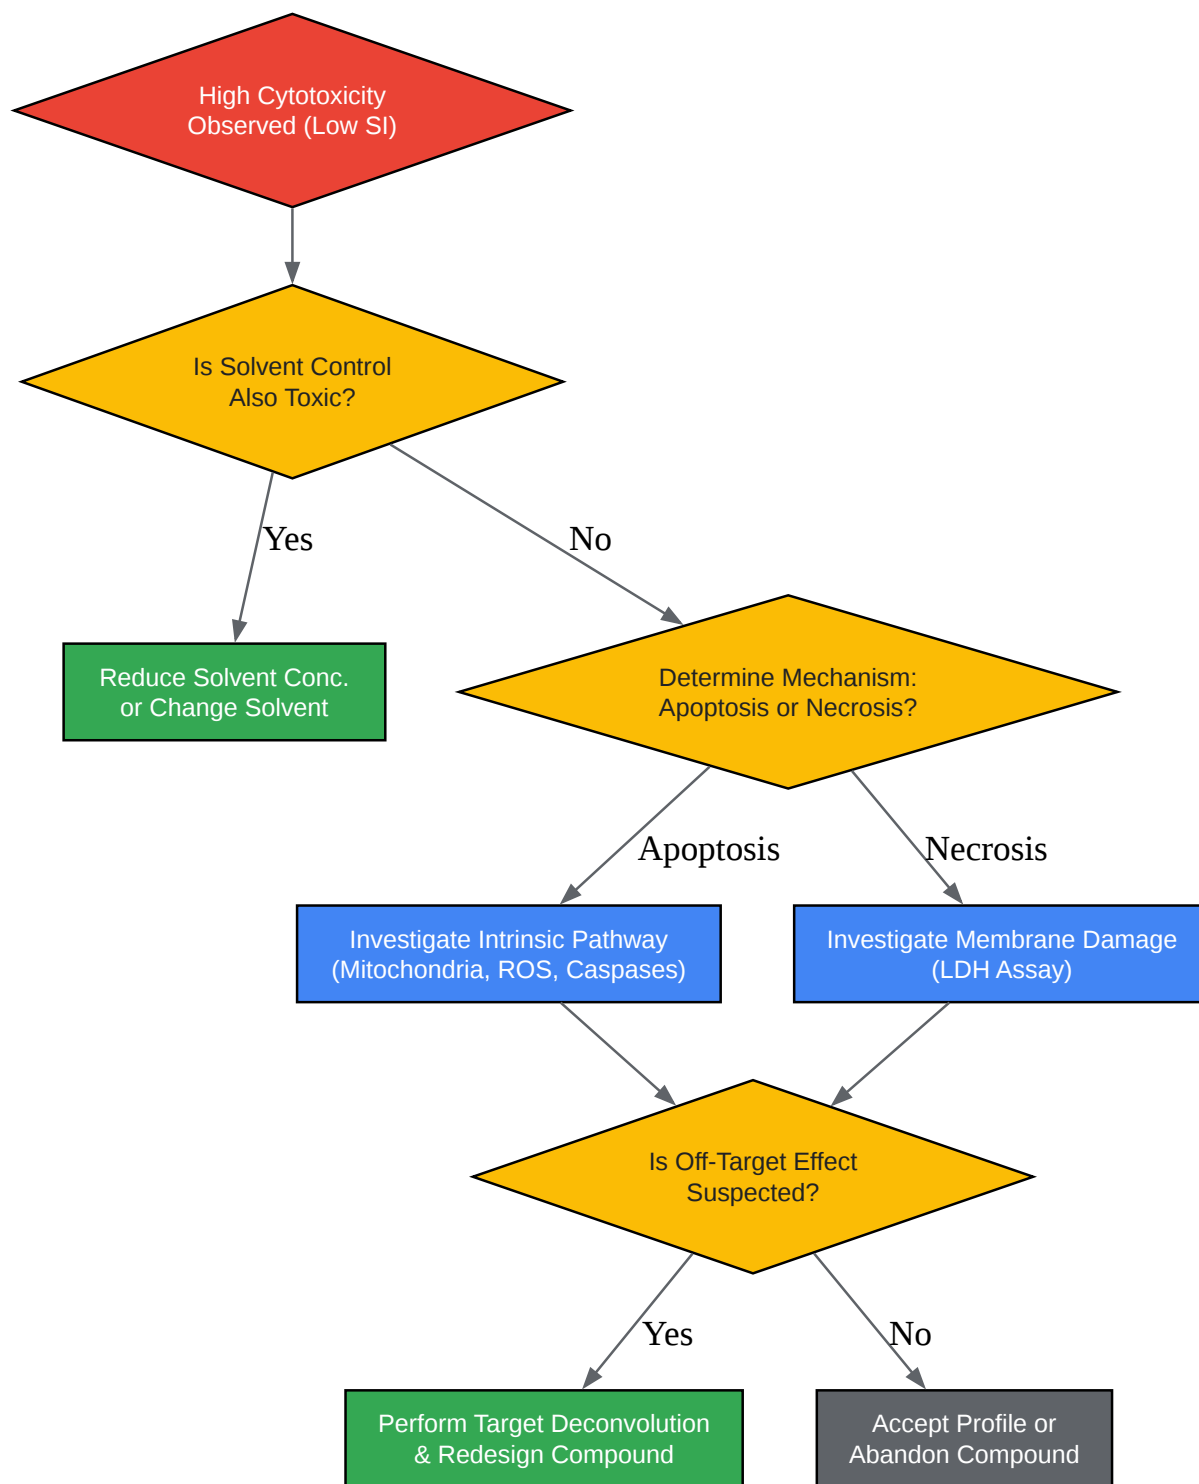 High Cytotoxicity
Observed (Low SI)
Is Solvent Control
Also Toxic?
Yes
No
Reduce Solvent Conc.
or Change Solvent
Determine Mechanism:
Apoptosis or Necrosis?
Apoptosis
Necrosis
Investigate Intrinsic Pathway
(Mitochondria, ROS, Caspases)
Investigate Membrane Damage
(LDH Assay)
Is Off-Target Effect
Suspected?
Yes
No
Perform Target Deconvolution
& Redesign Compound
Accept Profile or
Abandon Compound